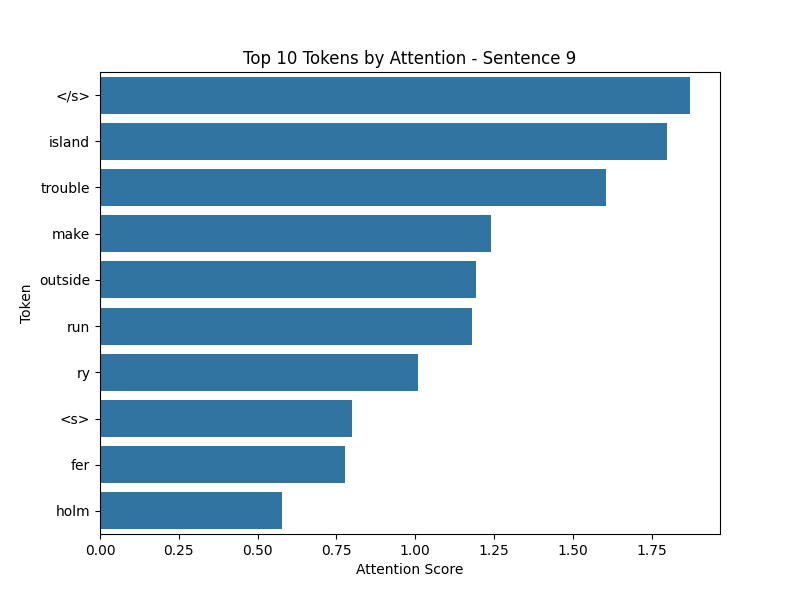 Top 10 Tokens by Attention - Sentence 9
</s>
island
trouble
make
outside
run
ry
<s>
fer
holm
Token
0.00 0.25 0.50 0.75 1.00 1.25 1.50 1.75
Attention Score